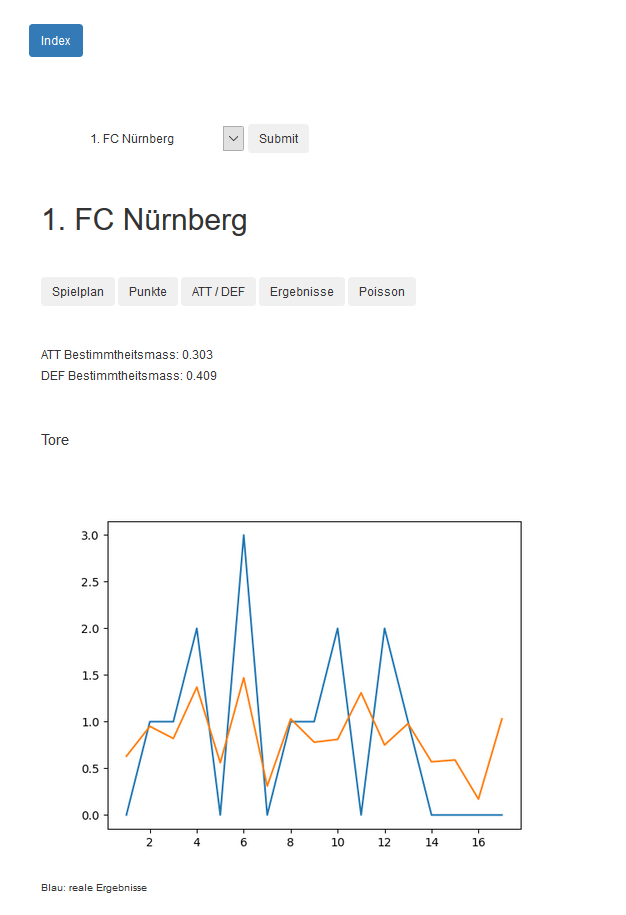 Index
1. FC Nürnberg Submit
1. FC Nürnberg
Spielplan Punkte ATT / DEF Ergebnisse Poisson
ATT Bestimmtheitsmass: 0.303
DEF Bestimmtheitsmass: 0.409
Tore
3.0
2.5
2.0
1.5
1.0
0.5
0.0
2 4 6 8 10 12 14 16
Blau: reale Ergebnisse